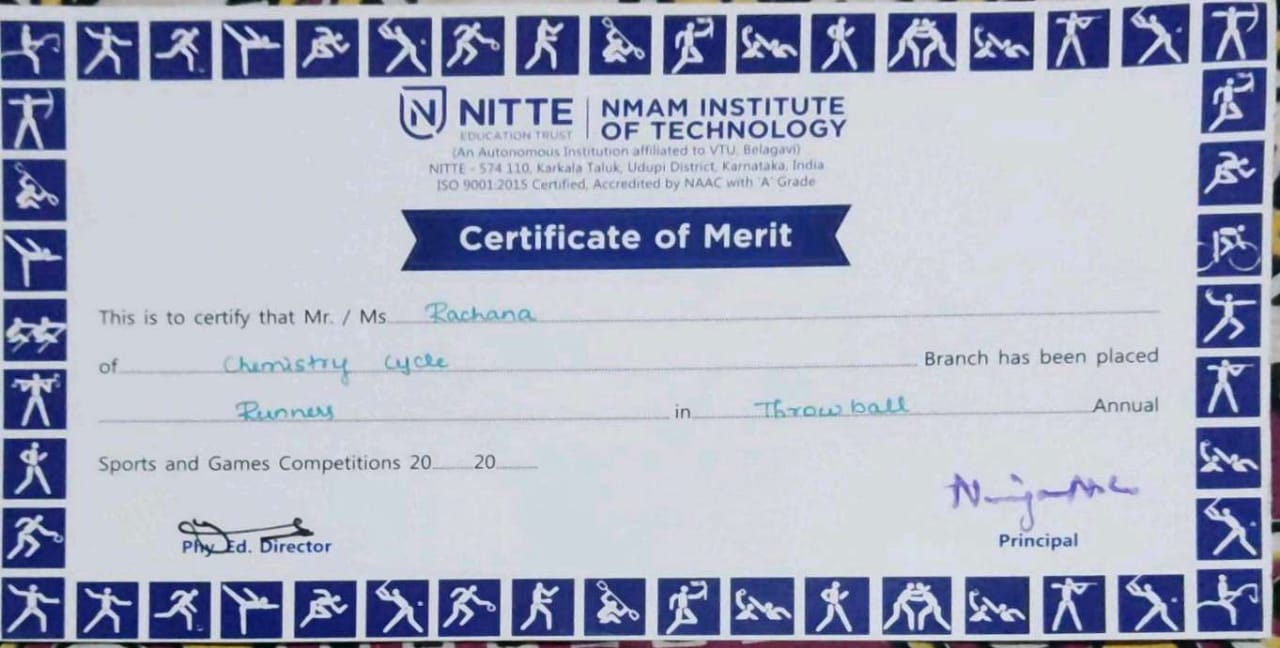 N NITTE
EDUCATION TRUST
NMAM INSTITUTE
OF TECHNOLOGY
(An Autonomous Institution affiliated to VTU, Belagavi)
NITTE - 574 110, Karkala Taluk, Udupi District, Karnataka, India
ISO 9001:2015 Certified, Accredited by NAAC with 'A' Grade
Certificate of Merit
This is to certify that Mr. / Ms. Rachana
of Chemistry Cycle Branch has been placed
Runners in Throwball Annual
Sports and Games Competitions 20 20
Phy. Ed. Director
Principal